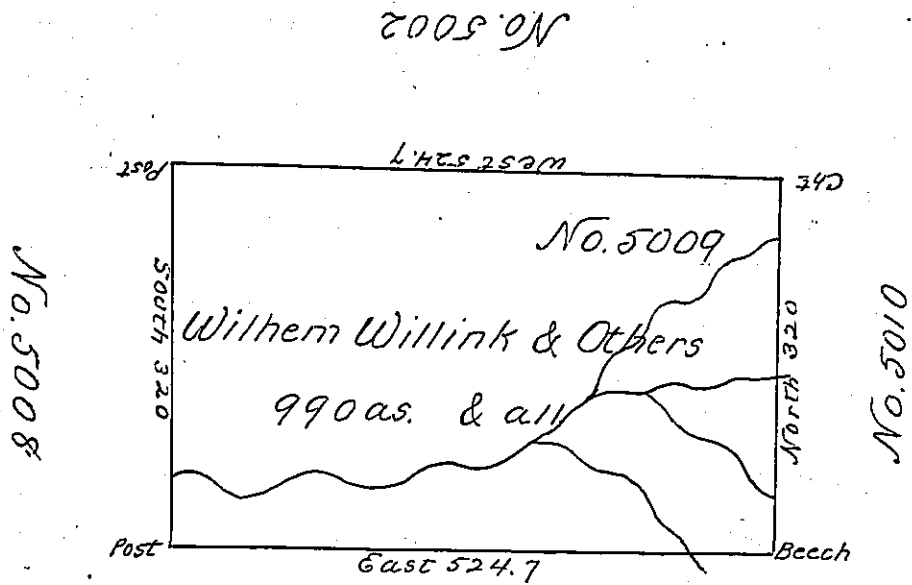 No. 5002
West 524.7
Post
Cht
No. 5009
South 320
Wilhem Willink & Others
North 320
No. 5008
No. 5010
990 as. & all
Post
East 524.7
Beech